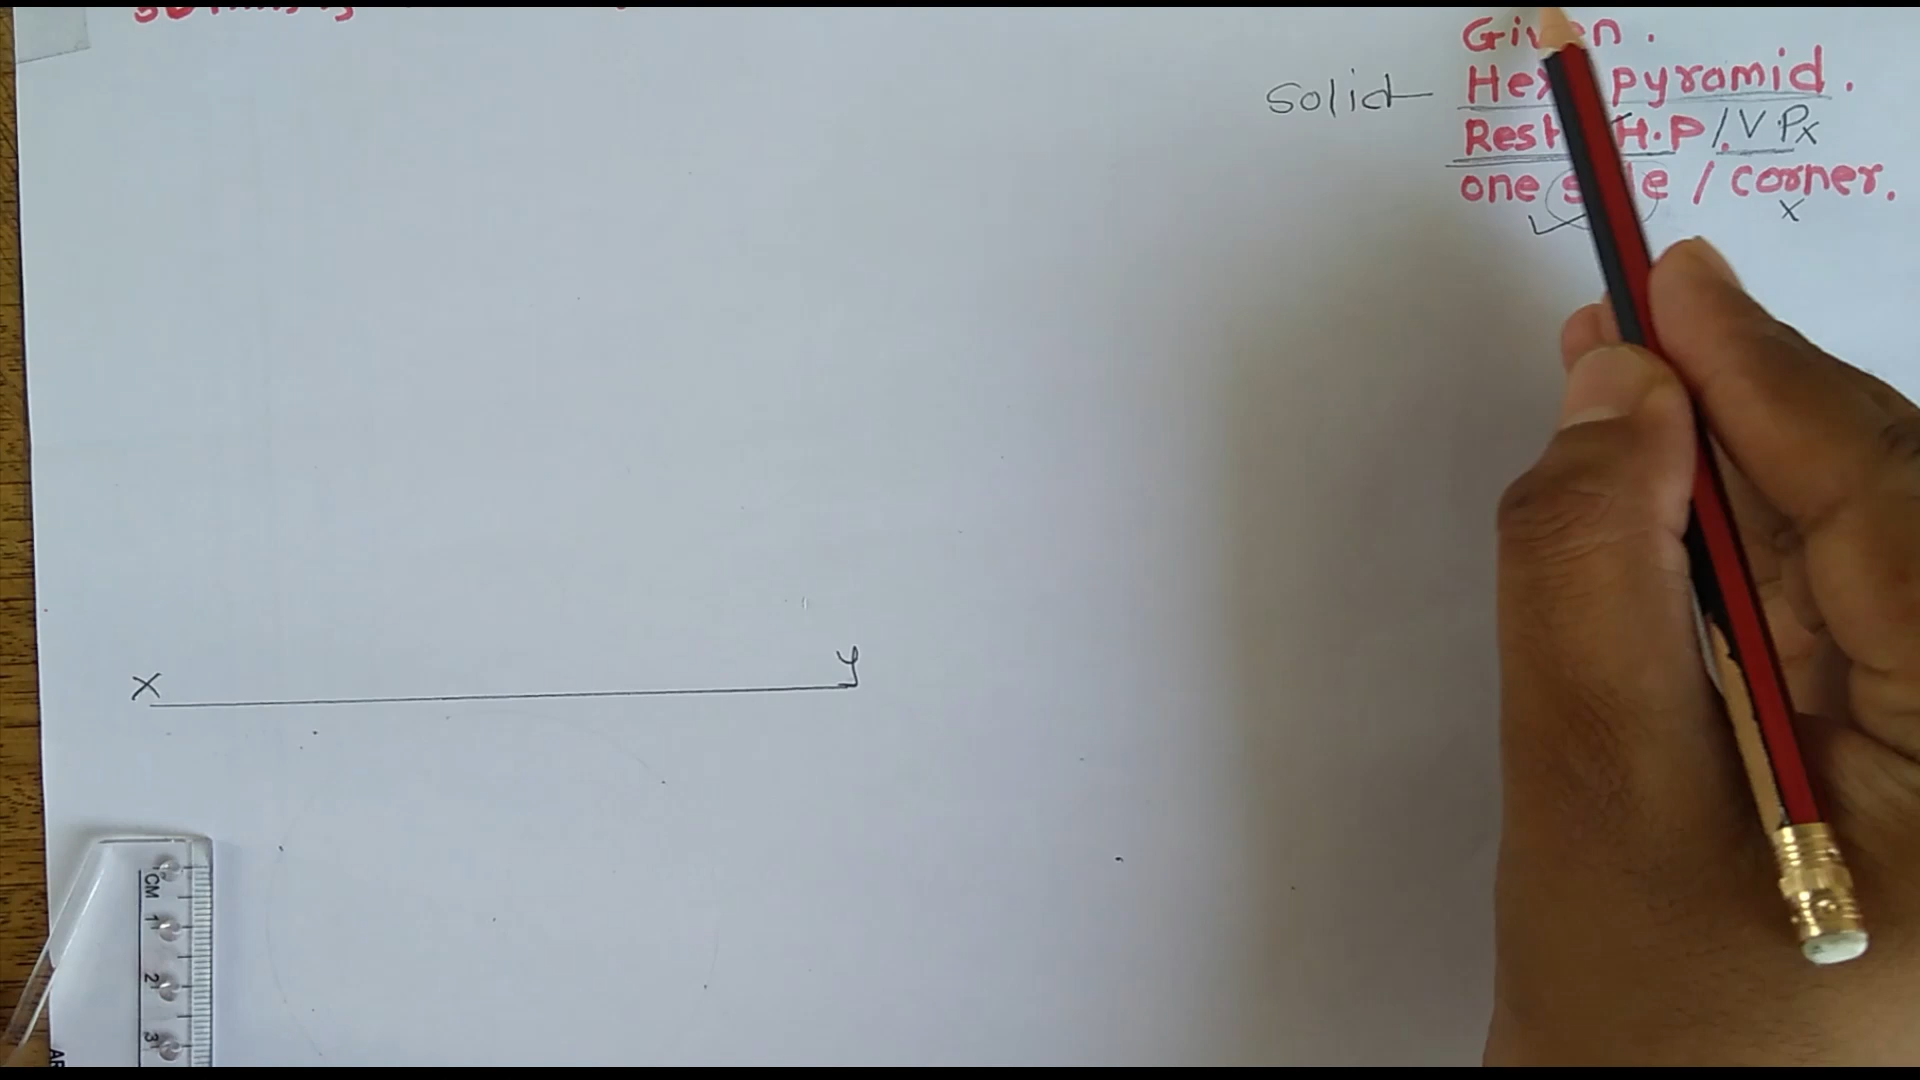 Given.
Solid - Hex pyramid.
Rest H.P / V.P x
one side / corner.
x
X
y
CM
1
2
3